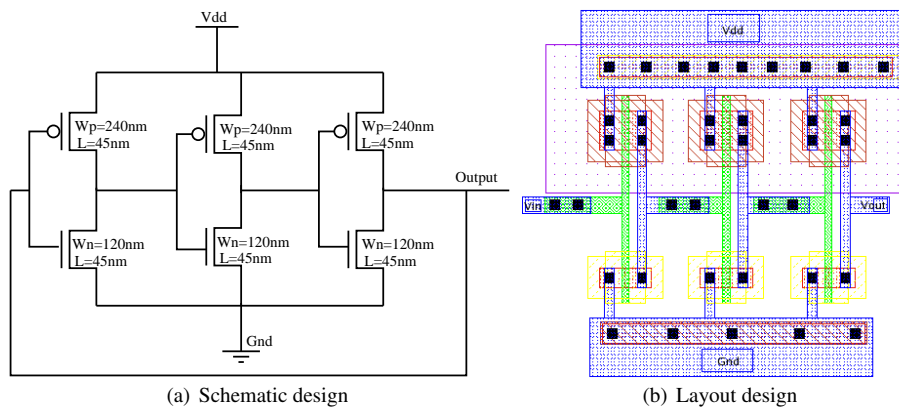 Vdd
Wp=240nm
L=45nm
Wp=240nm
L=45nm
Wp=240nm
L=45nm
Output
Wn=120nm
L=45nm
Wn=120nm
L=45nm
Wn=120nm
L=45nm
Gnd
(a) Schematic design
Vdd
Vin
Vout
Gnd
(b) Layout design